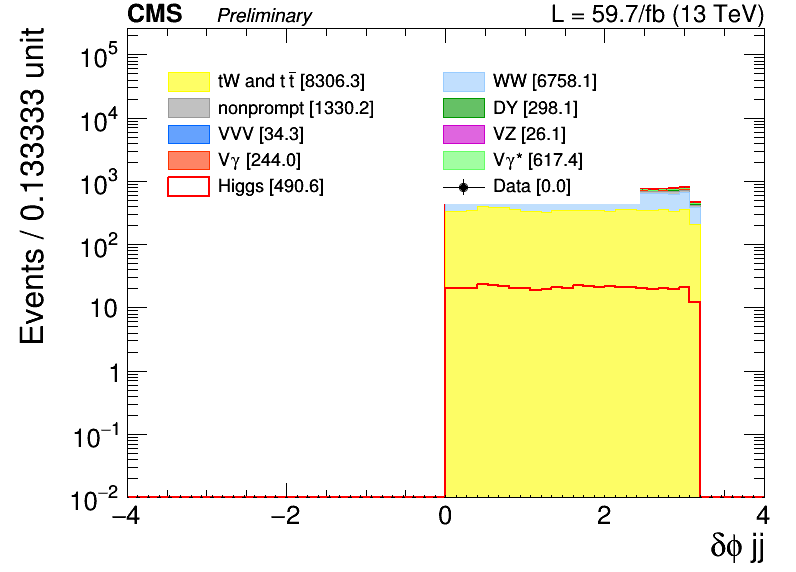 CMS Preliminary L = 59.7/fb (13 TeV)
Events / 0.133333 unit
10⁵
10⁴
10³
10²
10
1
10⁻¹
10⁻²
tW and t t̅ [8306.3] WW [6758.1]
nonprompt [1330.2] DY [298.1]
VVV [34.3] VZ [26.1]
Vγ [244.0] Vγ* [617.4]
Higgs [490.6] Data [0.0]
−4 −2 0 2 4
δϕ jj